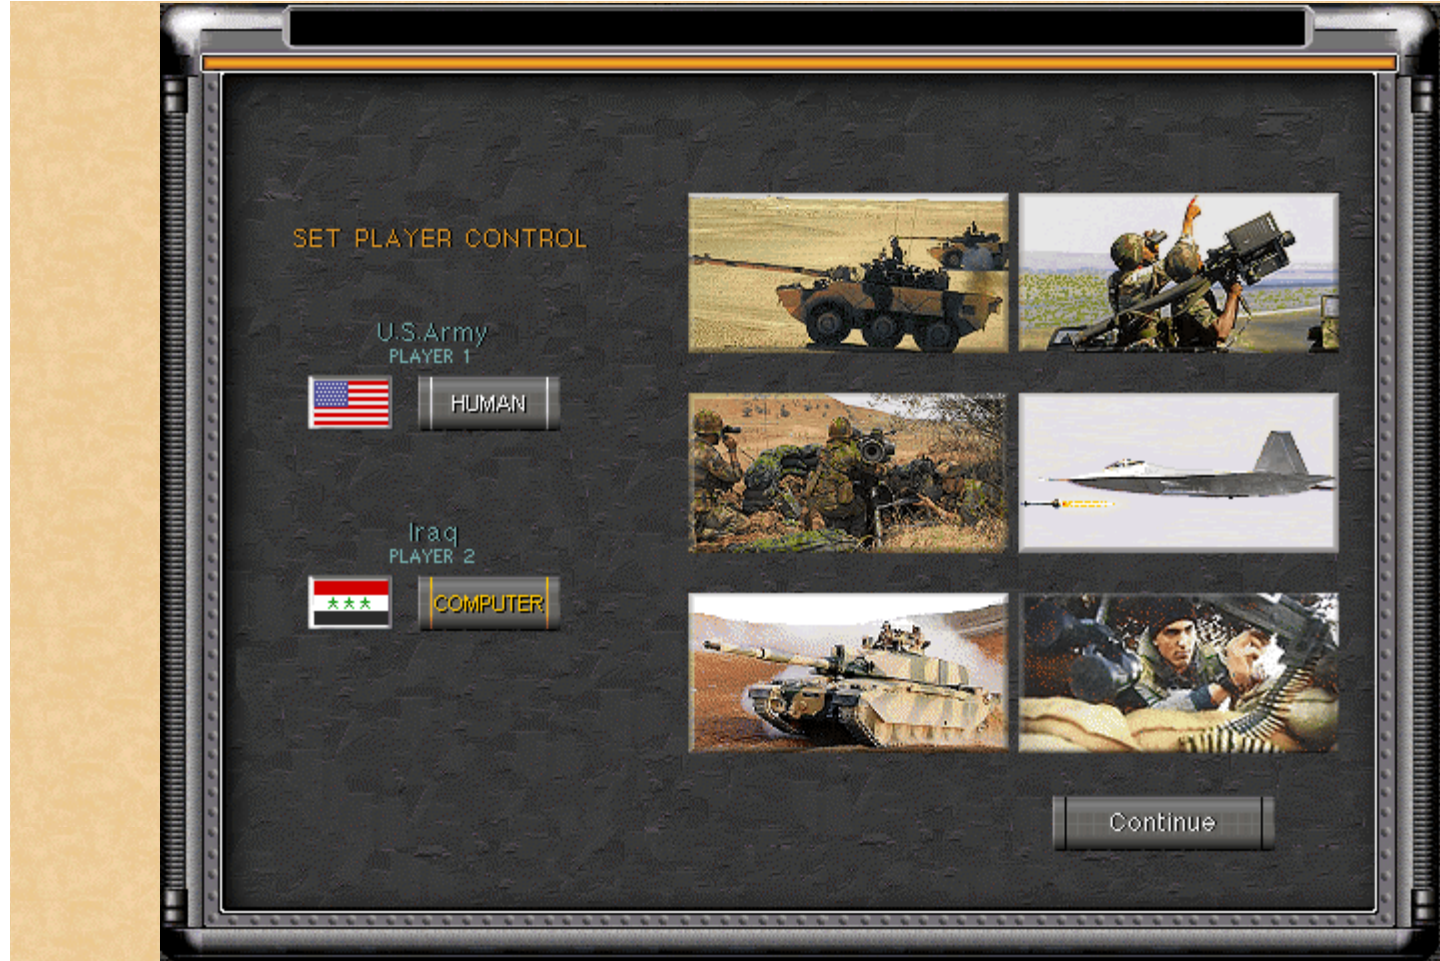 SET PLAYER CONTROL
U.S.Army
PLAYER 1
HUMAN
Iraq
PLAYER 2
COMPUTER
Continue